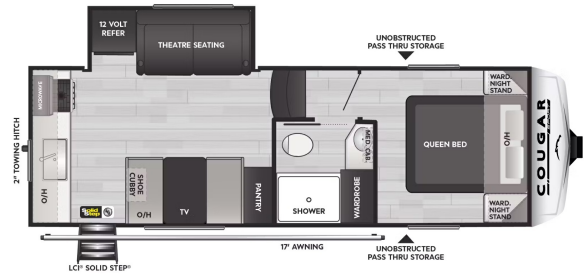 12 VOLT
REFER
THEATRE SEATING
UNOBSTRUCTED
PASS THRU STORAGE
WARD.
NIGHT
STAND
2" TOWING HITCH
O/H
SHOE
CUBBY
O/H
Solid
Step
TV
PANTRY
MED. CAB.
SHOWER
WARDROBE
QUEEN BED
O/H
WARD.
NIGHT
STAND
COUGAR
17' AWNING
UNOBSTRUCTED
PASS THRU STORAGE
LCI® SOLID STEP®